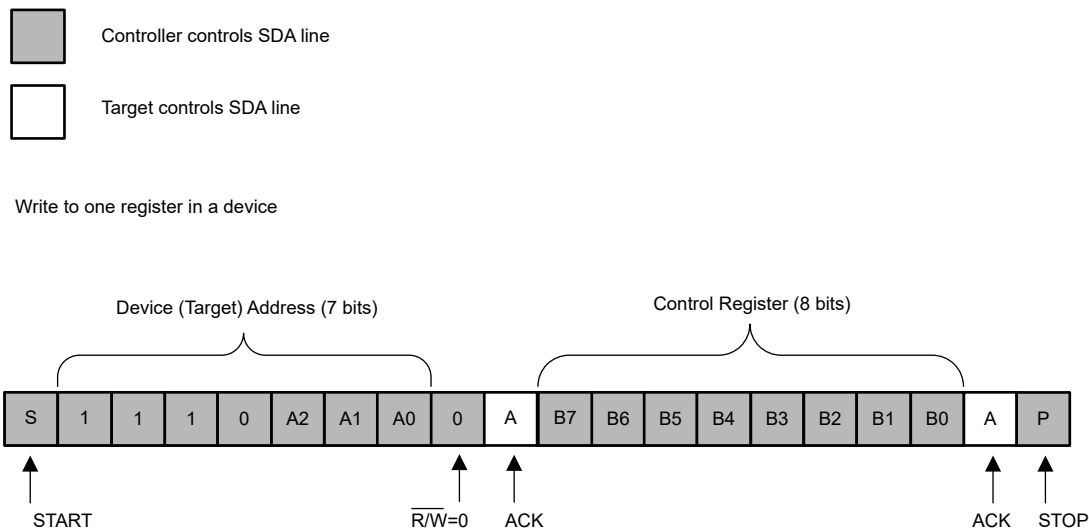 Controller controls SDA line
Target controls SDA line
Write to one register in a device
Device (Target) Address (7 bits)
Control Register (8 bits)
S 1 1 1 0 A2 A1 A0 0 A B7 B6 B5 B4 B3 B2 B1 B0 A P
START R/W=0 ACK ACK STOP